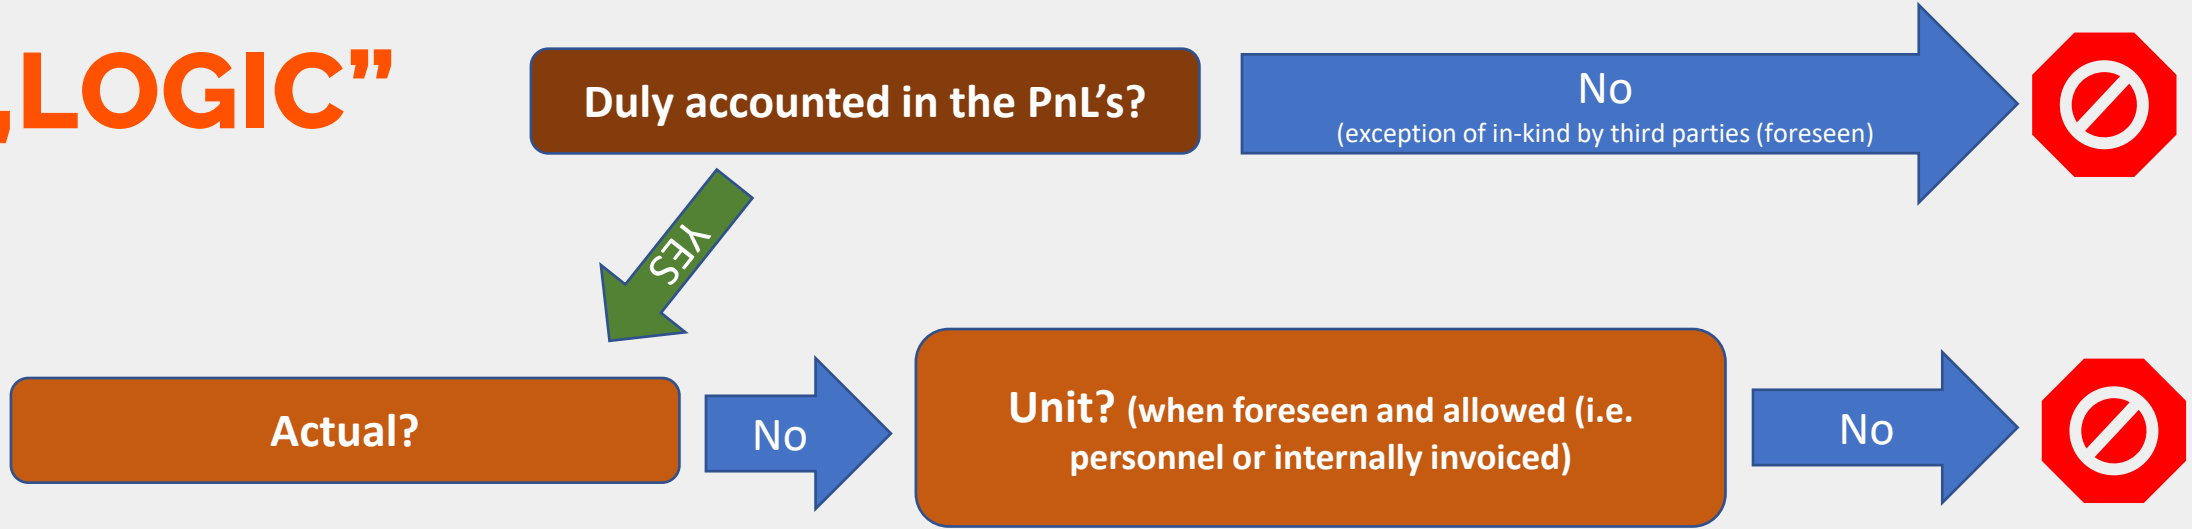 „LOGIC”
Duly accounted in the PnL’s?
No
(exception of in-kind by third parties (foreseen)
YES
Actual?
No
Unit? (when foreseen and allowed (i.e.
personnel or internally invoiced)
No